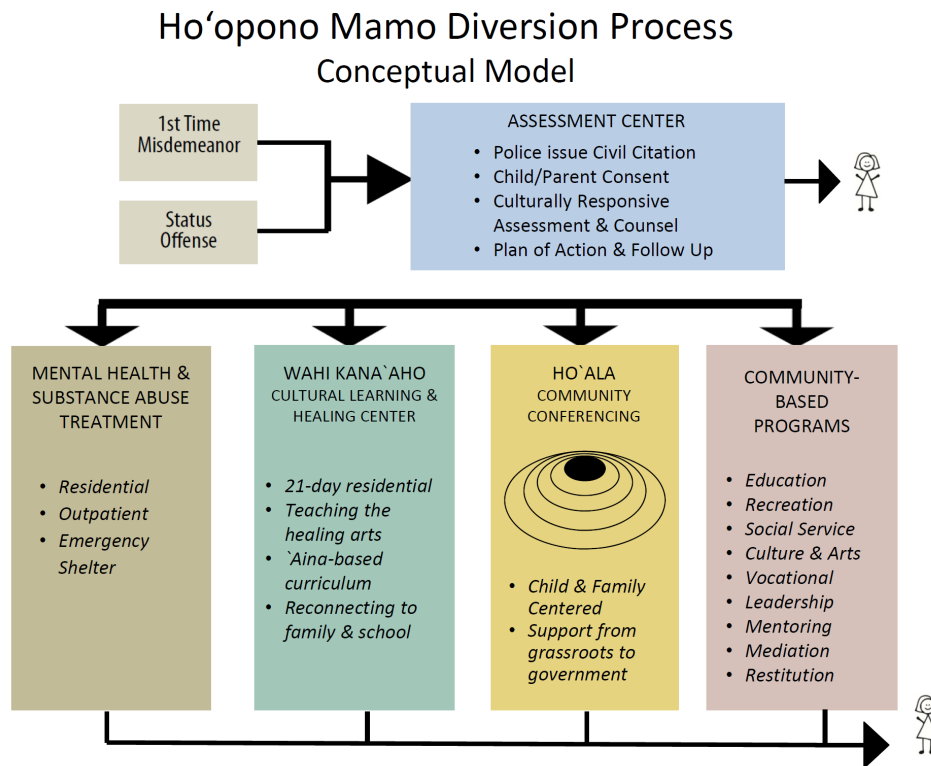 Ho‘opono Mamo Diversion Process
Conceptual Model
1st Time
Misdemeanor
Status
Offense
ASSESSMENT CENTER
• Police issue Civil Citation
• Child/Parent Consent
• Culturally Responsive
Assessment & Counsel
• Plan of Action & Follow Up
MENTAL HEALTH &
SUBSTANCE ABUSE
TREATMENT
• Residential
• Outpatient
• Emergency
Shelter
WAHI KANA`AHO
CULTURAL LEARNING &
HEALING CENTER
• 21-day residential
• Teaching the
healing arts
• `Aina-based
curriculum
• Reconnecting to
family & school
HO`ALA
COMMUNITY
CONFERENCING
• Child & Family
Centered
• Support from
grassroots to
government
COMMUNITY-
BASED
PROGRAMS
• Education
• Recreation
• Social Service
• Culture & Arts
• Vocational
• Leadership
• Mentoring
• Mediation
• Restitution